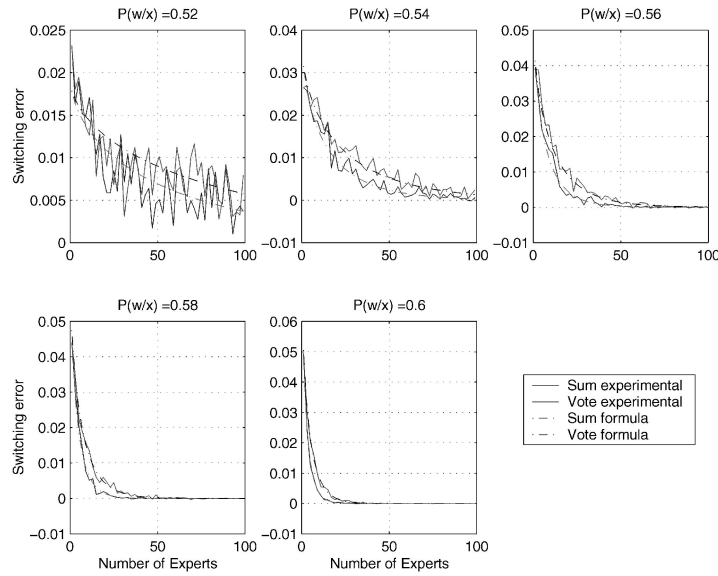 P(w/x) =0.52
P(w/x) =0.54
P(w/x) =0.56
Switching error
0.025
0.02
0.015
0.01
0.005
0
0 50 100
0.04
0.03
0.02
0.01
0
−0.01
0 50 100
0.05
0.04
0.03
0.02
0.01
0
−0.01
0 50 100
P(w/x) =0.58
P(w/x) =0.6
Switching error
0.05
0.04
0.03
0.02
0.01
0
−0.01
0 50 100
Number of Experts
0.06
0.05
0.04
0.03
0.02
0.01
0
−0.01
0 50 100
Number of Experts
Sum experimental
Vote experimental
Sum formula
Vote formula